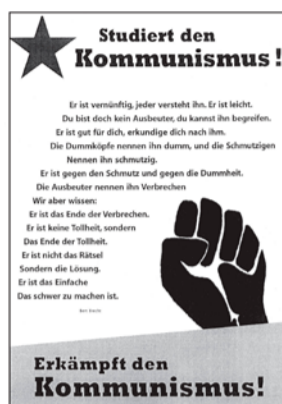 Studiert den
Kommunismus!
Er ist vernünftig, jeder versteht ihn. Er ist leicht.
Du bist doch kein Ausbeuter, du kannst ihn begreifen.
Er ist gut für dich, erkundige dich nach ihm.
Die Dummköpfe nennen ihn dumm, und die Schmutzigen
Nennen ihn schmutzig.
Er ist gegen den Schmutz und gegen die Dummheit.
Die Ausbeuter nennen ihn Verbrechen
Wir aber wissen:
Er ist das Ende der Verbrechen.
Er ist keine Tollheit, sondern
Das Ende der Tollheit.
Er ist nicht das Rätsel
Sondern die Lösung.
Er ist das Einfache
Das schwer zu machen ist.
Erkämpft den
Kommunismus!